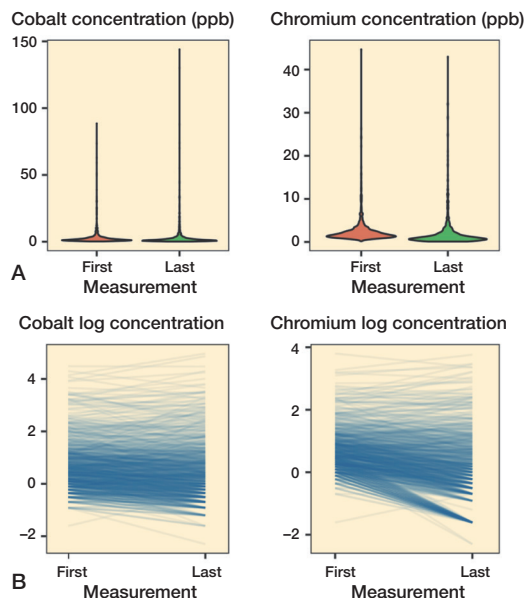 Cobalt concentration (ppb)
150
100
50
0
First
Last
Measurement
A
Chromium concentration (ppb)
40
30
20
10
0
First
Last
Measurement
Cobalt log concentration
4
2
0
−2
First
Last
Measurement
B
Chromium log concentration
4
2
0
−2
First
Last
Measurement